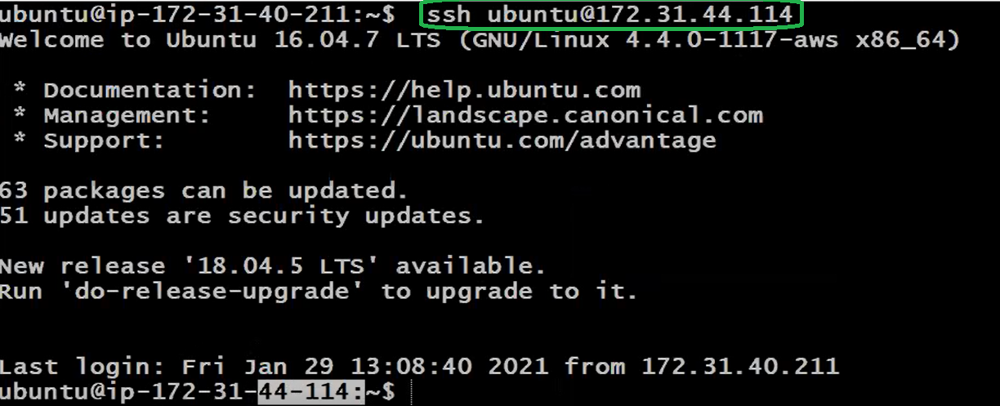 ubuntu@ip-172-31-40-211:~$ ssh ubuntu@172.31.44.114
Welcome to Ubuntu 16.04.7 LTS (GNU/Linux 4.4.0-1117-aws x86_64)
* Documentation: https://help.ubuntu.com
* Management: https://landscape.canonical.com
* Support: https://ubuntu.com/advantage
63 packages can be updated.
51 updates are security updates.
New release '18.04.5 LTS' available.
Run 'do-release-upgrade' to upgrade to it.
Last login: Fri Jan 29 13:08:40 2021 from 172.31.40.211
ubuntu@ip-172-31-44-114:~$